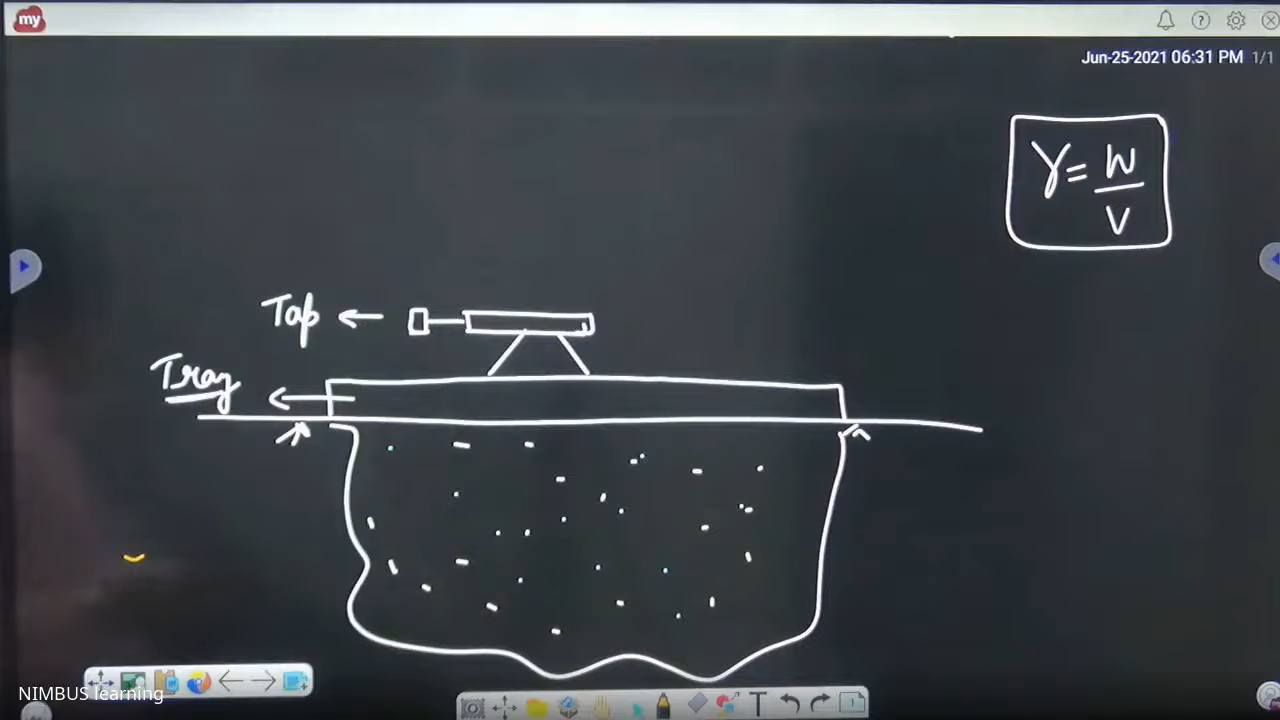 my
Jun-25-2021 06:31 PM 1/1
γ = W
V
Tap
Tray
T
NIMBUS learning